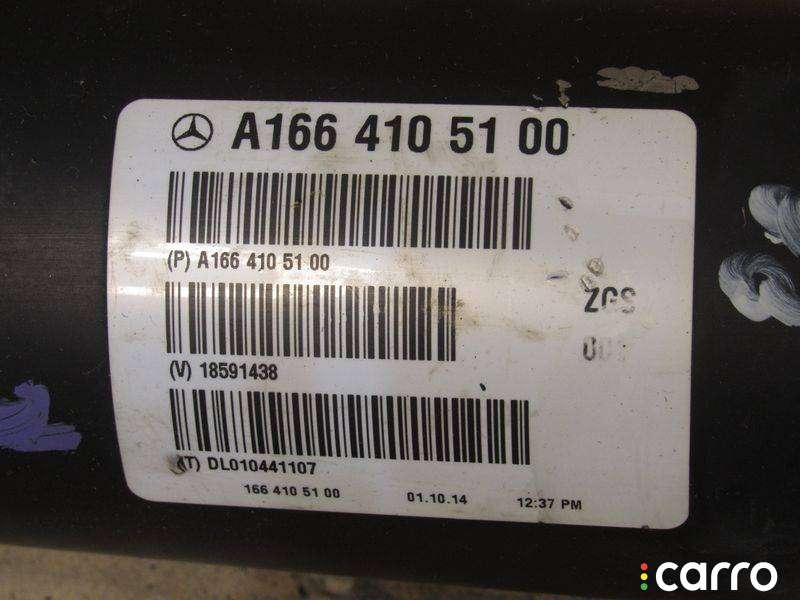 A166 410 51 00
(P) A166 410 51 00
ZGS
(V) 18591438
(T) DL010441107
166 410 51 00 01.10.14 12:37 PM
carro